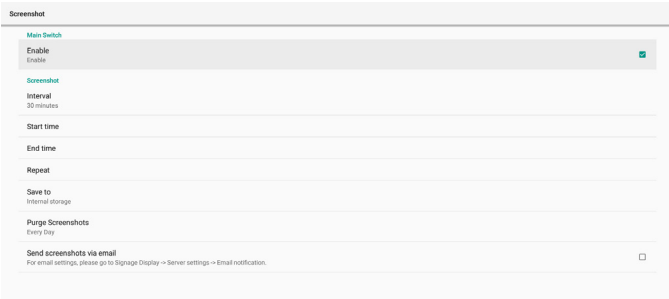 Screenshot
Main Switch
Enable
Enable
Screenshot
Interval
30 minutes
Start time
End time
Repeat
Save to
Internal storage
Purge Screenshots
Every Day
Send screenshots via email
For email settings, please go to Signage Display -> Server settings -> Email notification.